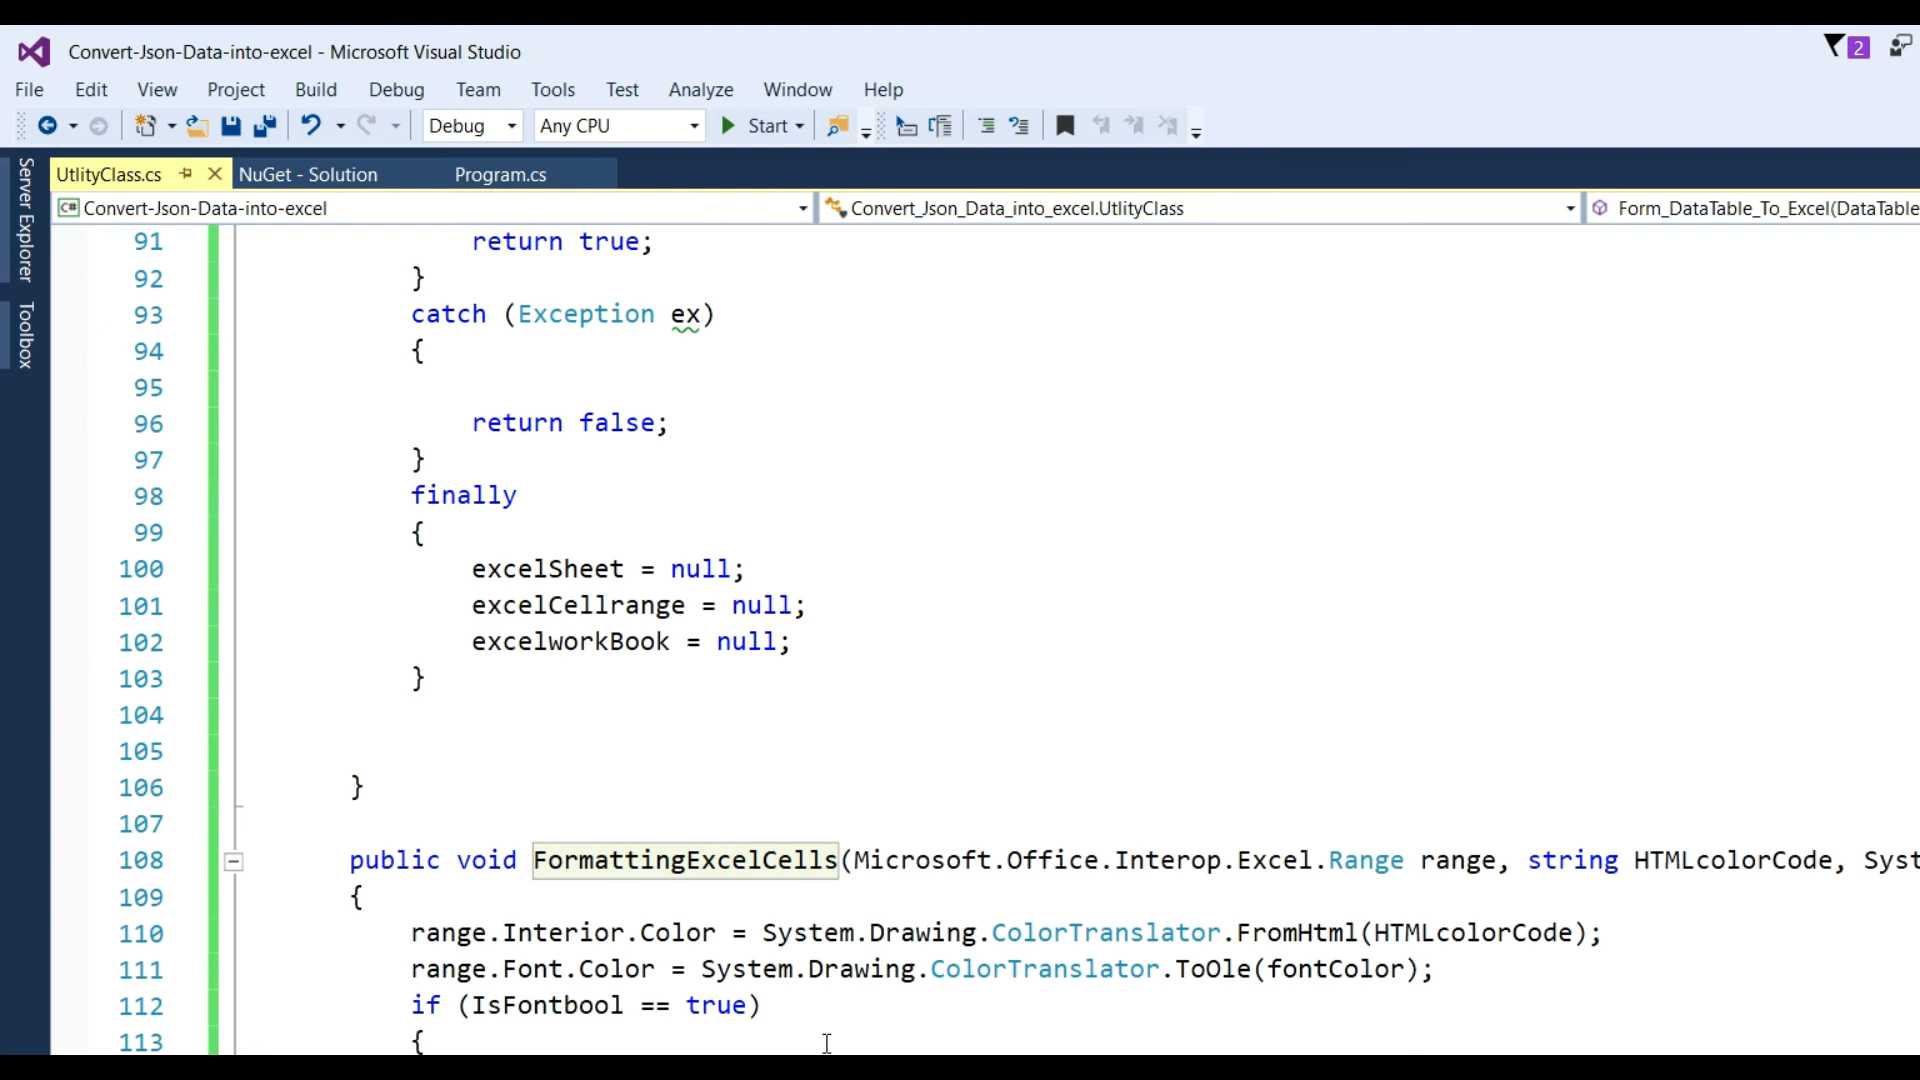 Convert-Json-Data-into-excel - Microsoft Visual Studio
2
File Edit View Project Build Debug Team Tools Test Analyze Window Help
Debug Any CPU Start
Server Explorer
Toolbox
UtlityClass.cs NuGet - Solution Program.cs
C# Convert-Json-Data-into-excel Convert_Json_Data_into_excel.UtlityClass Form_DataTable_To_Excel(DataTable
91 return true;
92 }
93 catch (Exception ex)
94 {
95
96 return false;
97 }
98 finally
99 {
100 excelSheet = null;
101 excelCellrange = null;
102 excelworkBook = null;
103 }
104
105
106 }
107
108 public void FormattingExcelCells(Microsoft.Office.Interop.Excel.Range range, string HTMLcolorCode, Syst
109 {
110 range.Interior.Color = System.Drawing.ColorTranslator.FromHtml(HTMLcolorCode);
111 range.Font.Color = System.Drawing.ColorTranslator.ToOle(fontColor);
112 if (IsFontbool == true)
113 {